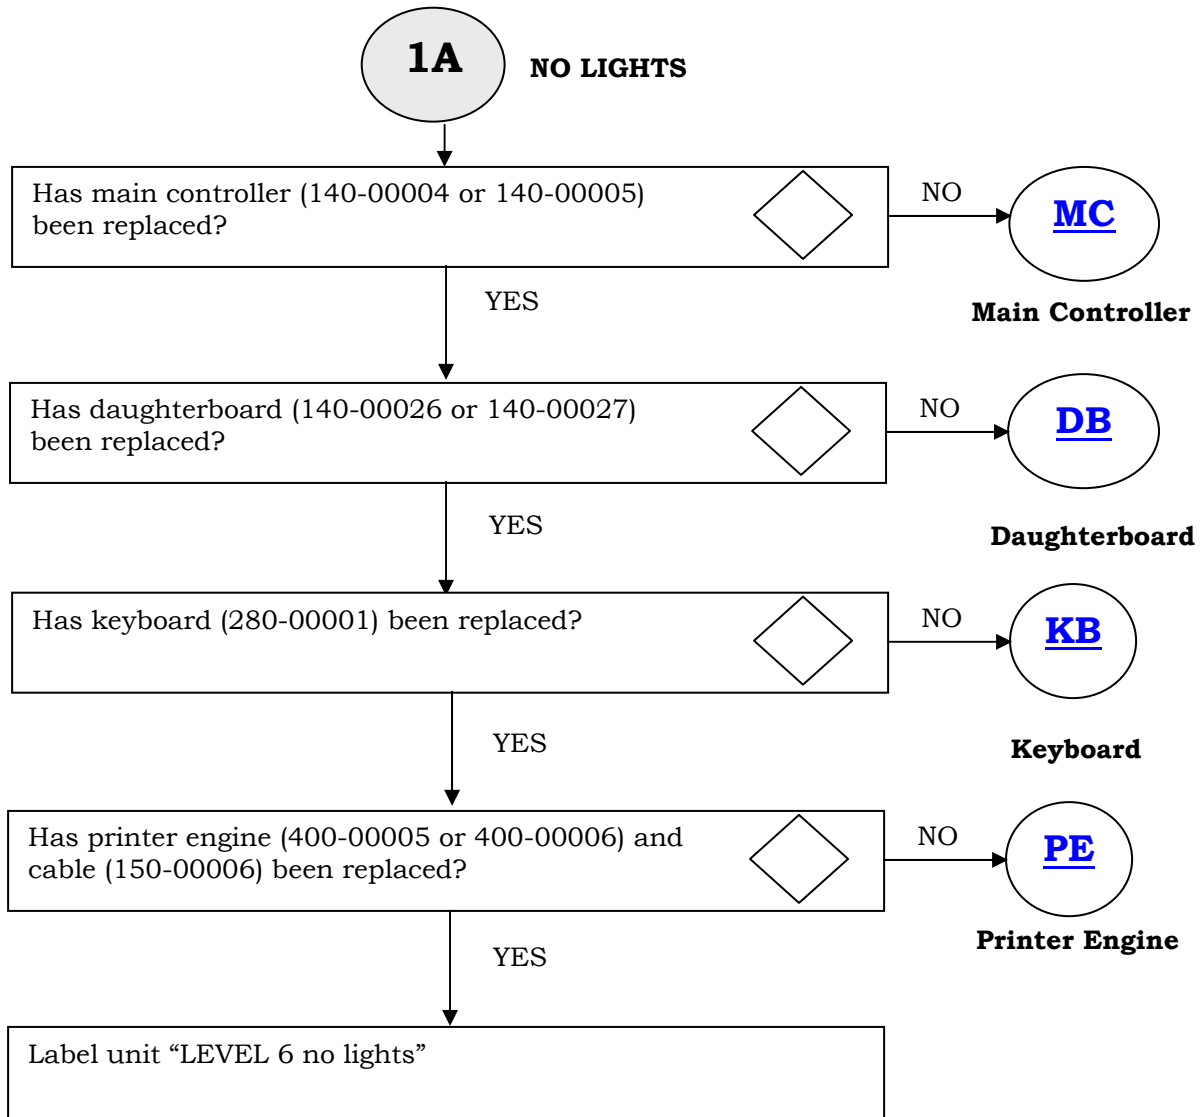 1A
NO LIGHTS
Has main controller (140-00004 or 140-00005)
been replaced?
NO
MC
Main Controller
YES
Has daughterboard (140-00026 or 140-00027)
been replaced?
NO
DB
Daughterboard
YES
Has keyboard (280-00001) been replaced?
NO
KB
Keyboard
YES
Has printer engine (400-00005 or 400-00006) and
cable (150-00006) been replaced?
NO
PE
Printer Engine
YES
Label unit “LEVEL 6 no lights”